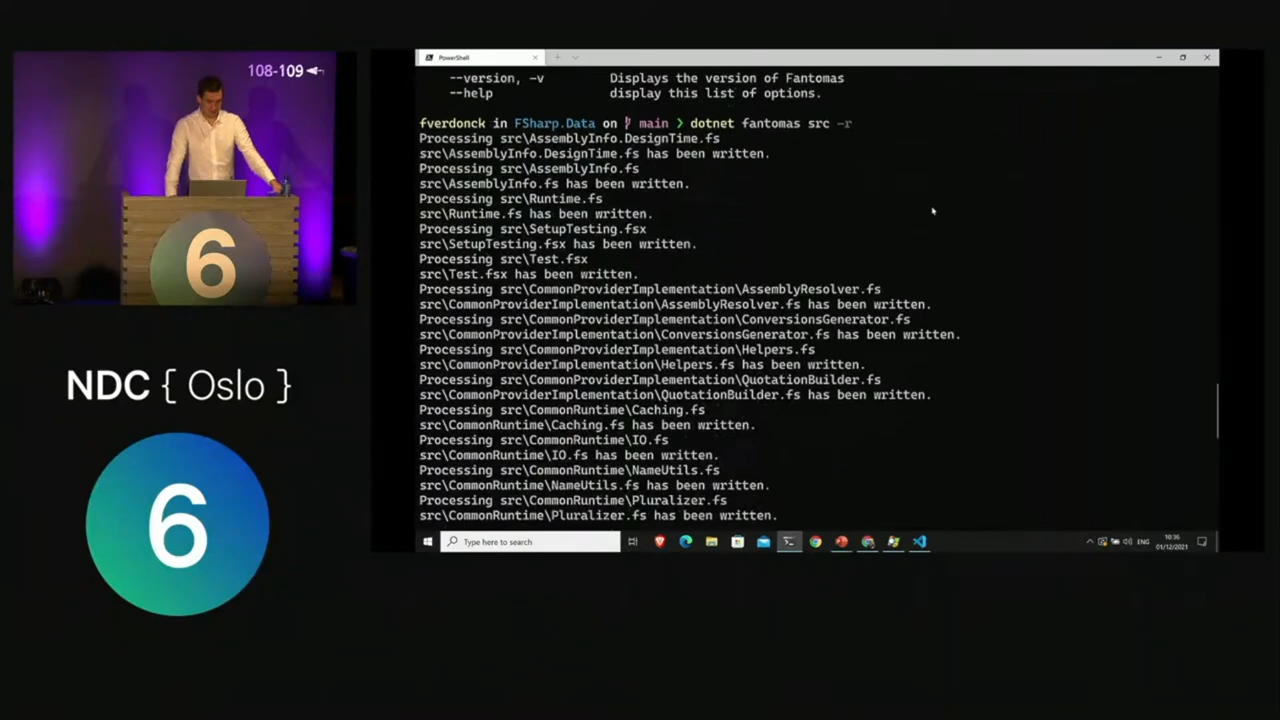 108-109
6
NDC { Oslo }
6
PowerShell
--version, -v Displays the version of Fantomas
--help display this list of options.
fverdonck in FSharp.Data on main ❯ dotnet fantomas src -r
Processing src\AssemblyInfo.DesignTime.fs
src\AssemblyInfo.DesignTime.fs has been written.
Processing src\AssemblyInfo.fs
src\AssemblyInfo.fs has been written.
Processing src\Runtime.fs
src\Runtime.fs has been written.
Processing src\SetupTesting.fsx
src\SetupTesting.fsx has been written.
Processing src\Test.fsx
src\Test.fsx has been written.
Processing src\CommonProviderImplementation\AssemblyResolver.fs
src\CommonProviderImplementation\AssemblyResolver.fs has been written.
Processing src\CommonProviderImplementation\ConversionsGenerator.fs
src\CommonProviderImplementation\ConversionsGenerator.fs has been written.
Processing src\CommonProviderImplementation\Helpers.fs
src\CommonProviderImplementation\Helpers.fs has been written.
Processing src\CommonProviderImplementation\QuotationBuilder.fs
src\CommonProviderImplementation\QuotationBuilder.fs has been written.
Processing src\CommonRuntime\Caching.fs
src\CommonRuntime\Caching.fs has been written.
Processing src\CommonRuntime\IO.fs
src\CommonRuntime\IO.fs has been written.
Processing src\CommonRuntime\NameUtils.fs
src\CommonRuntime\NameUtils.fs has been written.
Processing src\CommonRuntime\Pluralizer.fs
src\CommonRuntime\Pluralizer.fs has been written.
Type here to search
ENG
10:36
01/12/2021